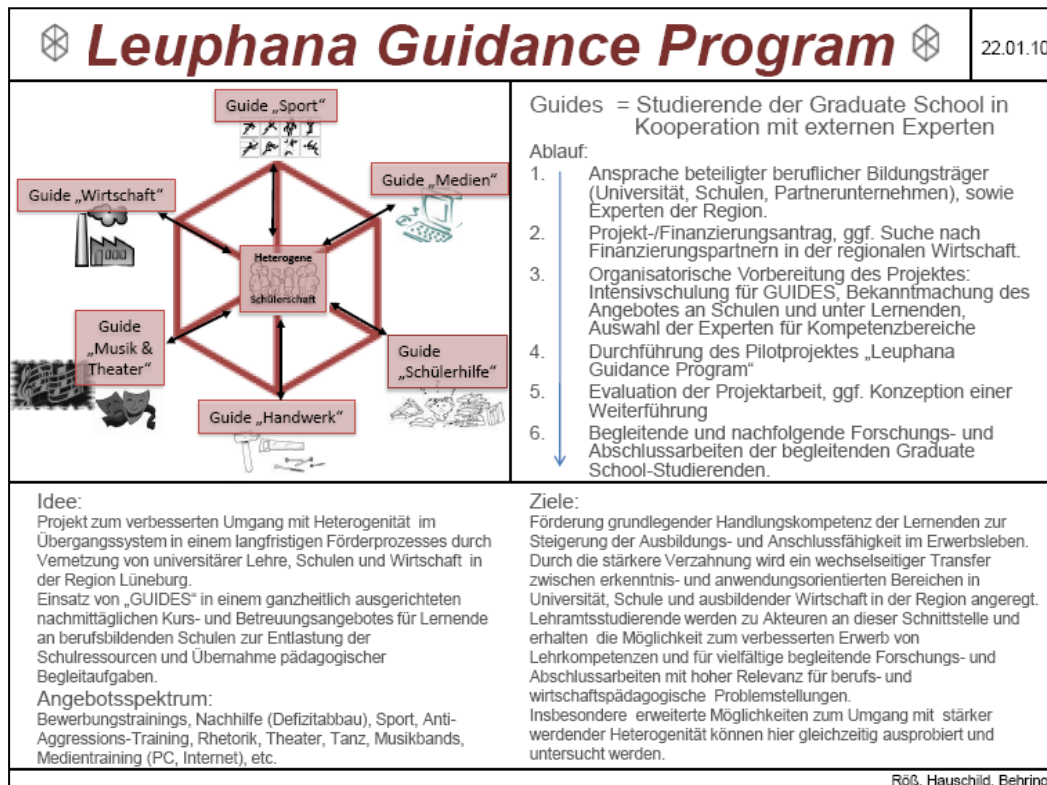 Leuphana Guidance Program
22.01.10
Guide „Sport“
Guide „Wirtschaft“
Guide „Medien“
Heterogene
Schülerschaft
Guide
„Musik &
Theater“
Guide
„Schülerhilfe“
Guide „Handwerk“
Guides = Studierende der Graduate School in
Kooperation mit externen Experten
Ablauf:
1. Ansprache beteiligter beruflicher Bildungsträger
(Universität, Schulen, Partnerunternehmen), sowie
Experten der Region.
2. Projekt-/Finanzierungsantrag, ggf. Suche nach
Finanzierungspartnern in der regionalen Wirtschaft.
3. Organisatorische Vorbereitung des Projektes:
Intensivschulung für GUIDES, Bekanntmachung des
Angebotes an Schulen und unter Lernenden,
Auswahl der Experten für Kompetenzbereiche
4. Durchführung des Pilotprojektes „Leuphana
Guidance Program“
5. Evaluation der Projektarbeit, ggf. Konzeption einer
Weiterführung
6. Begleitende und nachfolgende Forschungs- und
Abschlussarbeiten der begleitenden Graduate
School-Studierenden.
Idee:
Projekt zum verbesserten Umgang mit Heterogenität im
Übergangssystem in einem langfristigen Förderprozesses durch
Vernetzung von universitärer Lehre, Schulen und Wirtschaft in
der Region Lüneburg.
Einsatz von „GUIDES“ in einem ganzheitlich ausgerichteten
nachmittäglichen Kurs- und Betreuungsangebotes für Lernende
an berufsbildenden Schulen zur Entlastung der
Schulressourcen und Übernahme pädagogischer
Begleitaufgaben.
Angebotsspektrum:
Bewerbungstrainings, Nachhilfe (Defizitabbau), Sport, Anti-
Aggressions-Training, Rhetorik, Theater, Tanz, Musikbands,
Medientraining (PC, Internet), etc.
Ziele:
Förderung grundlegender Handlungskompetenz der Lernenden zur
Steigerung der Ausbildungs- und Anschlussfähigkeit im Erwerbsleben.
Durch die stärkere Verzahnung wird ein wechselseitiger Transfer
zwischen erkenntnis- und anwendungsorientierten Bereichen in
Universität, Schule und ausbildender Wirtschaft in der Region angeregt.
Lehramtsstudierende werden zu Akteuren an dieser Schnittstelle und
erhalten die Möglichkeit zum verbesserten Erwerb von
Lehrkompetenzen und für vielfältige begleitende Forschungs- und
Abschlussarbeiten mit hoher Relevanz für berufs- und
wirtschaftspädagogische Problemstellungen.
Insbesondere erweiterte Möglichkeiten zum Umgang mit stärker
werdender Heterogenität können hier gleichzeitig ausprobiert und
untersucht werden.
Röß, Hauschild, Behring